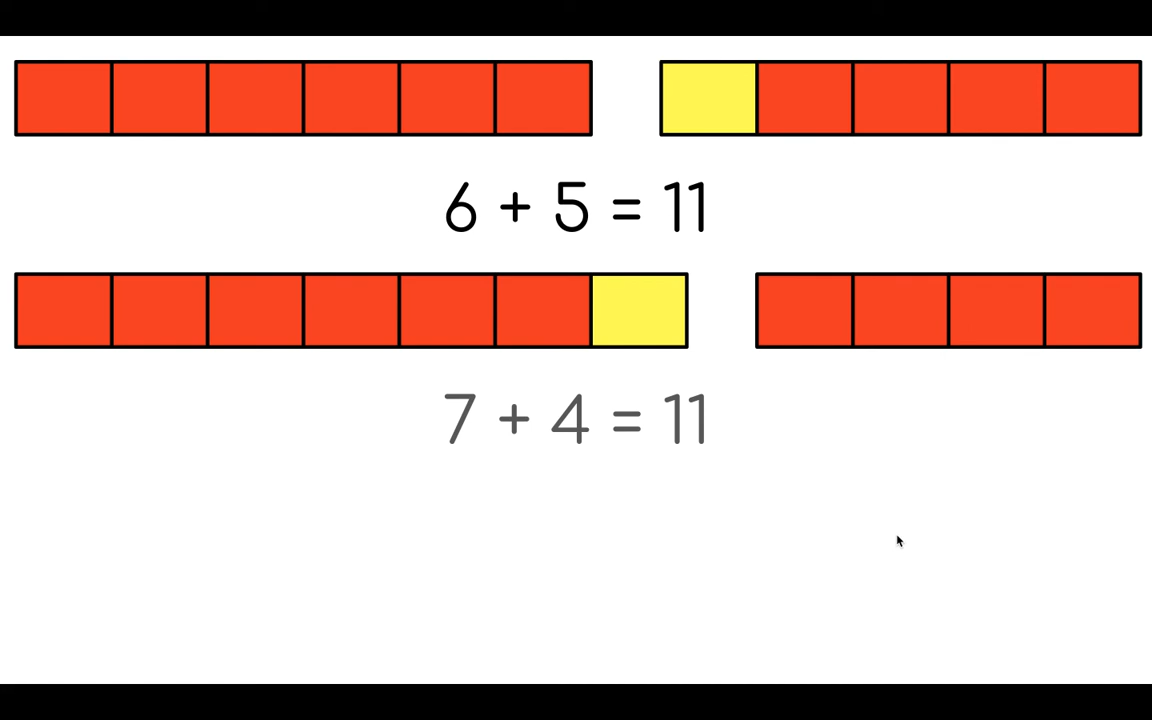 6 + 5 = 11
7 + 4 = 11